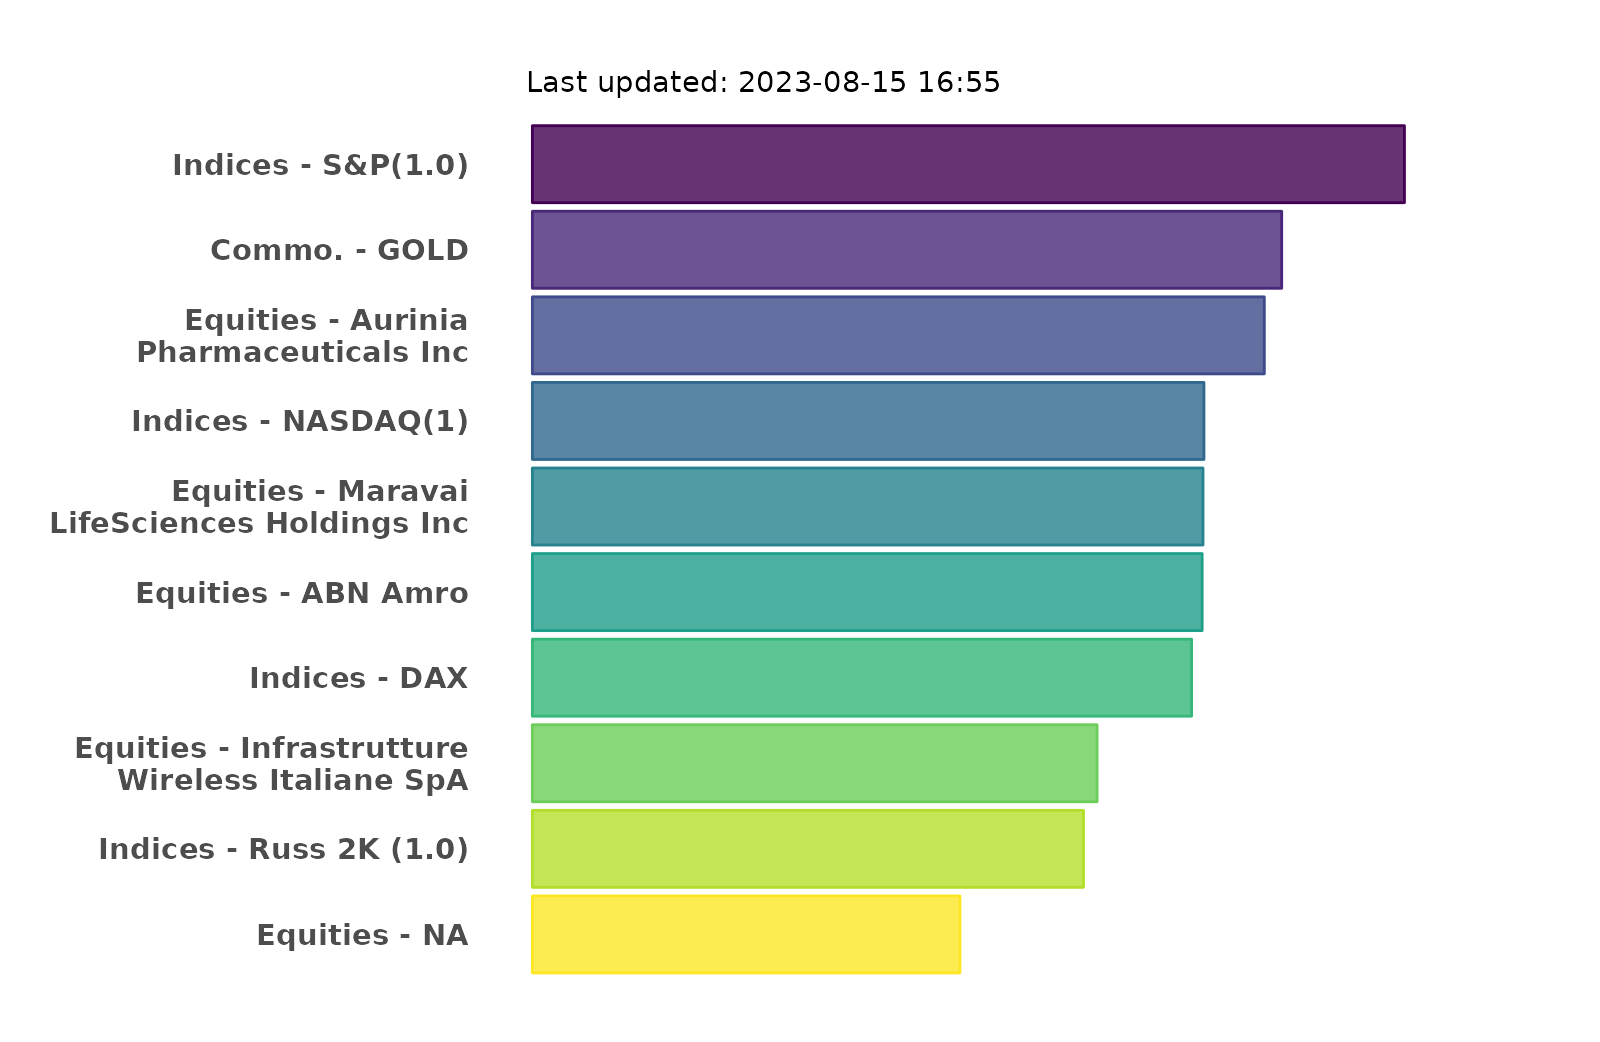 Last updated: 2023-08-15 16:55
Indices - S&P(1.0)
Commo. - GOLD
Equities - Aurinia
Pharmaceuticals Inc
Indices - NASDAQ(1)
Equities - Maravai
LifeSciences Holdings Inc
Equities - ABN Amro
Indices - DAX
Equities - Infrastrutture
Wireless Italiane SpA
Indices - Russ 2K (1.0)
Equities - NA